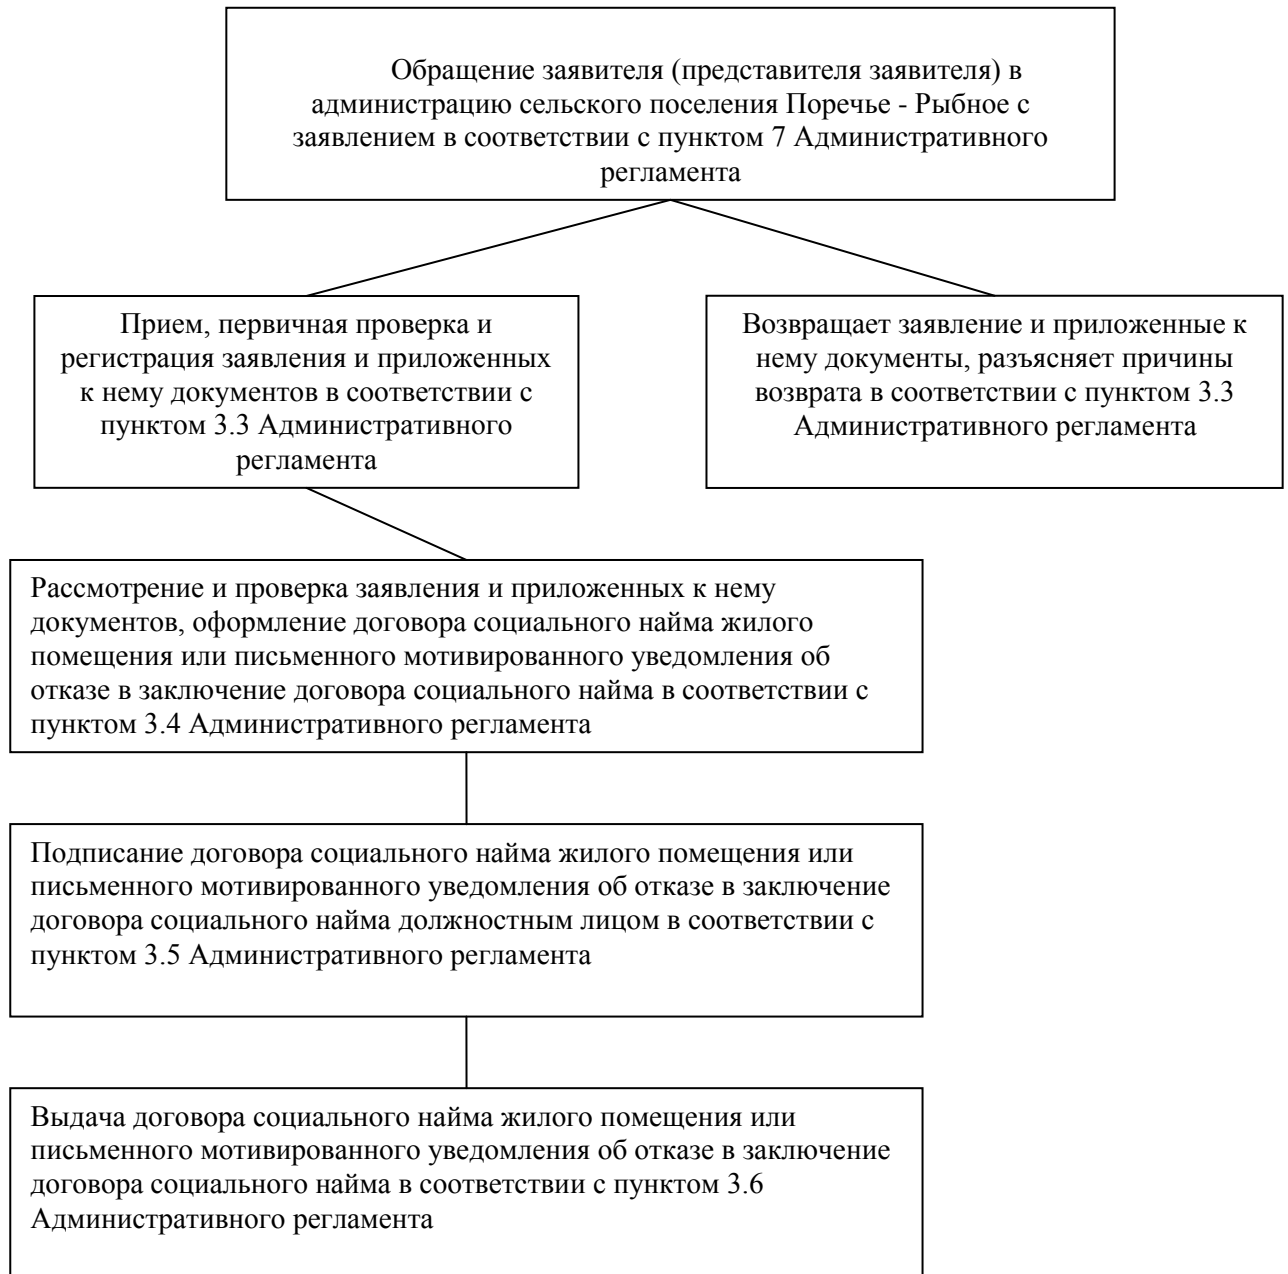 Обращение заявителя (представителя заявителя) в
администрацию сельского поселения Поречье - Рыбное с
заявлением в соответствии с пунктом 7 Административного
регламента
Прием, первичная проверка и
регистрация заявления и приложенных
к нему документов в соответствии с
пунктом 3.3 Административного
регламента
Возвращает заявление и приложенные к
нему документы, разъясняет причины
возврата в соответствии с пунктом 3.3
Административного регламента
Рассмотрение и проверка заявления и приложенных к нему
документов, оформление договора социального найма жилого
помещения или письменного мотивированного уведомления об
отказе в заключение договора социального найма в соответствии с
пунктом 3.4 Административного регламента
Подписание договора социального найма жилого помещения или
письменного мотивированного уведомления об отказе в заключение
договора социального найма должностным лицом в соответствии с
пунктом 3.5 Административного регламента
Выдача договора социального найма жилого помещения или
письменного мотивированного уведомления об отказе в заключение
договора социального найма в соответствии с пунктом 3.6
Административного регламента